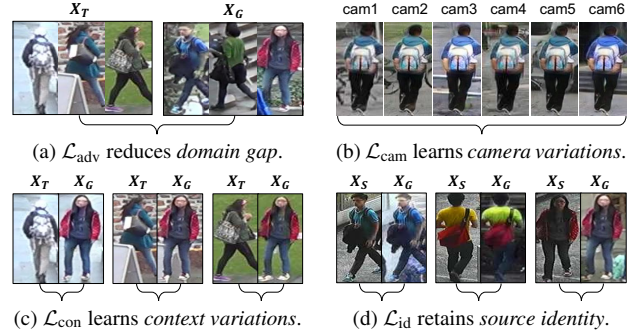 X_T X_G
(a) L_adv reduces domain gap.
cam1 cam2 cam3 cam4 cam5 cam6
(b) L_cam learns camera variations.
X_T X_G X_T X_G X_T X_G
(c) L_con learns context variations.
X_S X_G X_S X_G X_S X_G
(d) L_id retains source identity.